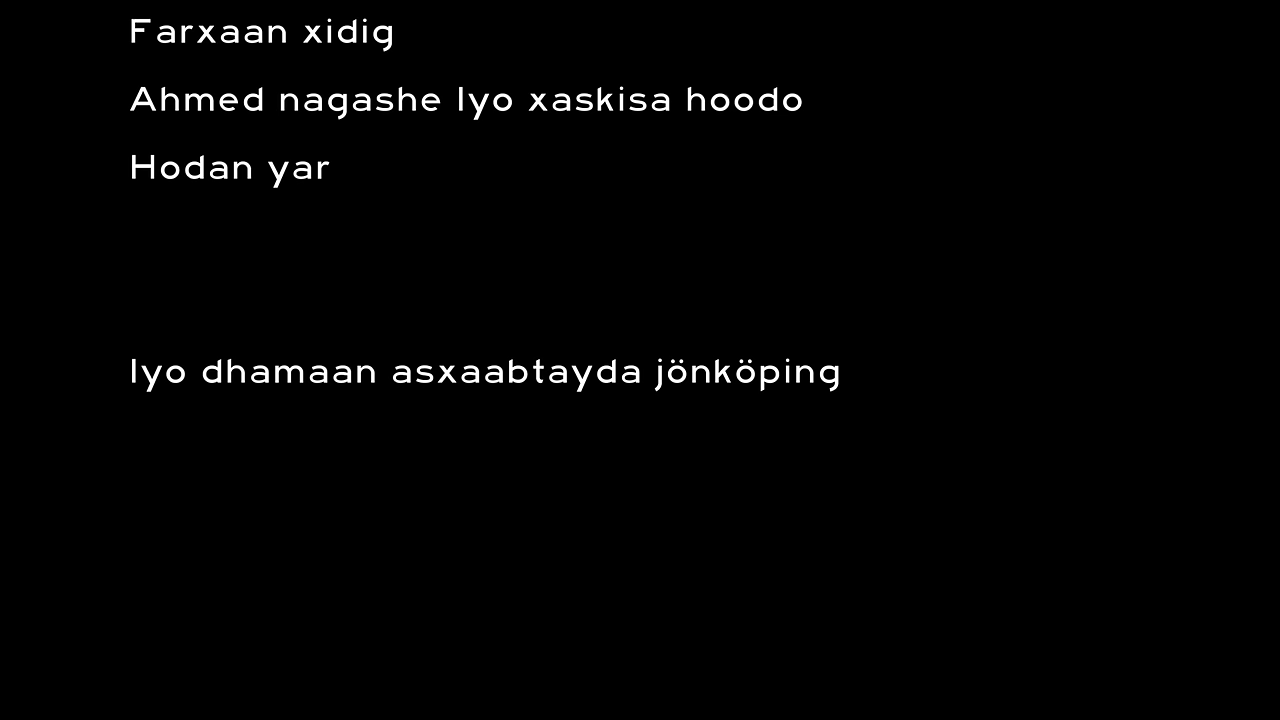 Farxaan xidig
Ahmed nagashe Iyo xaskisa hoodo
Hodan yar
Iyo dhamaan asxaabtayda jönköping